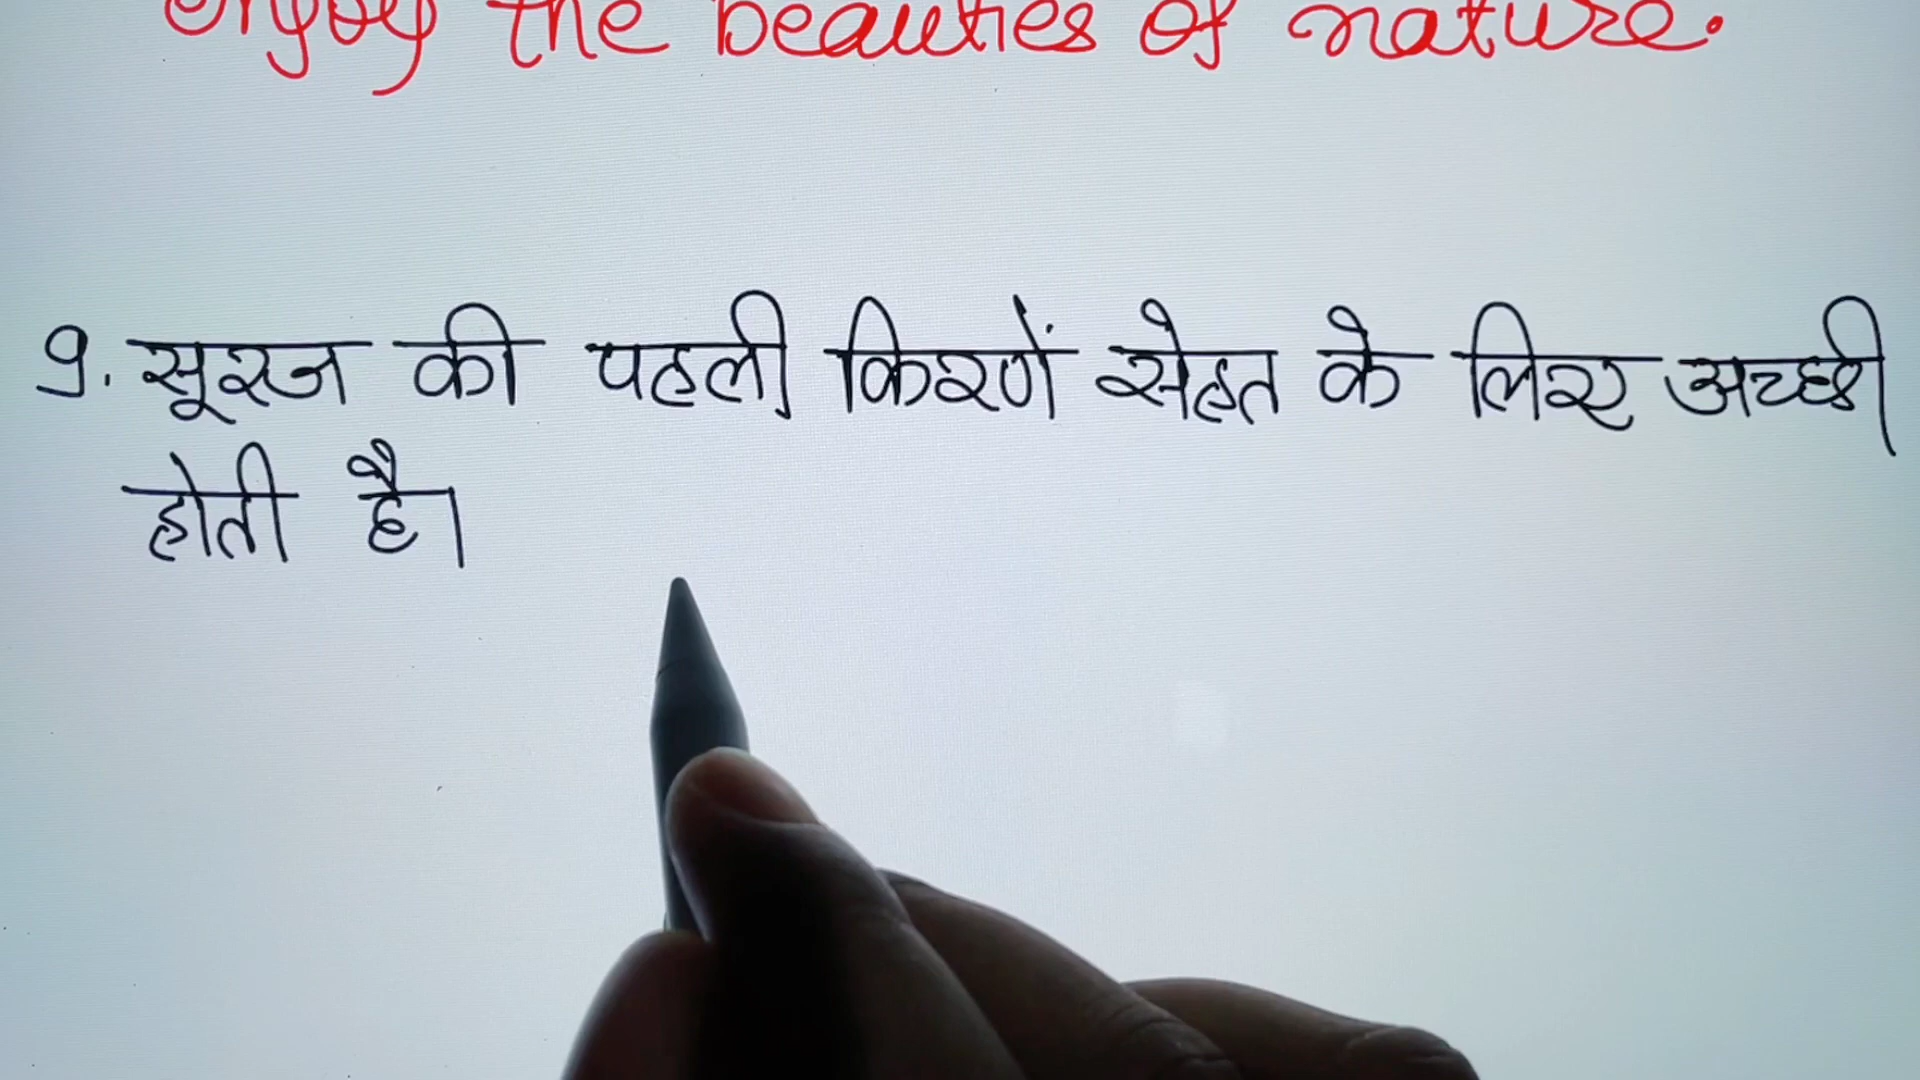 enjoy the beauties of nature.
9. सूरज की पहली किरणें सेहत के लिए अच्छी
होती है।